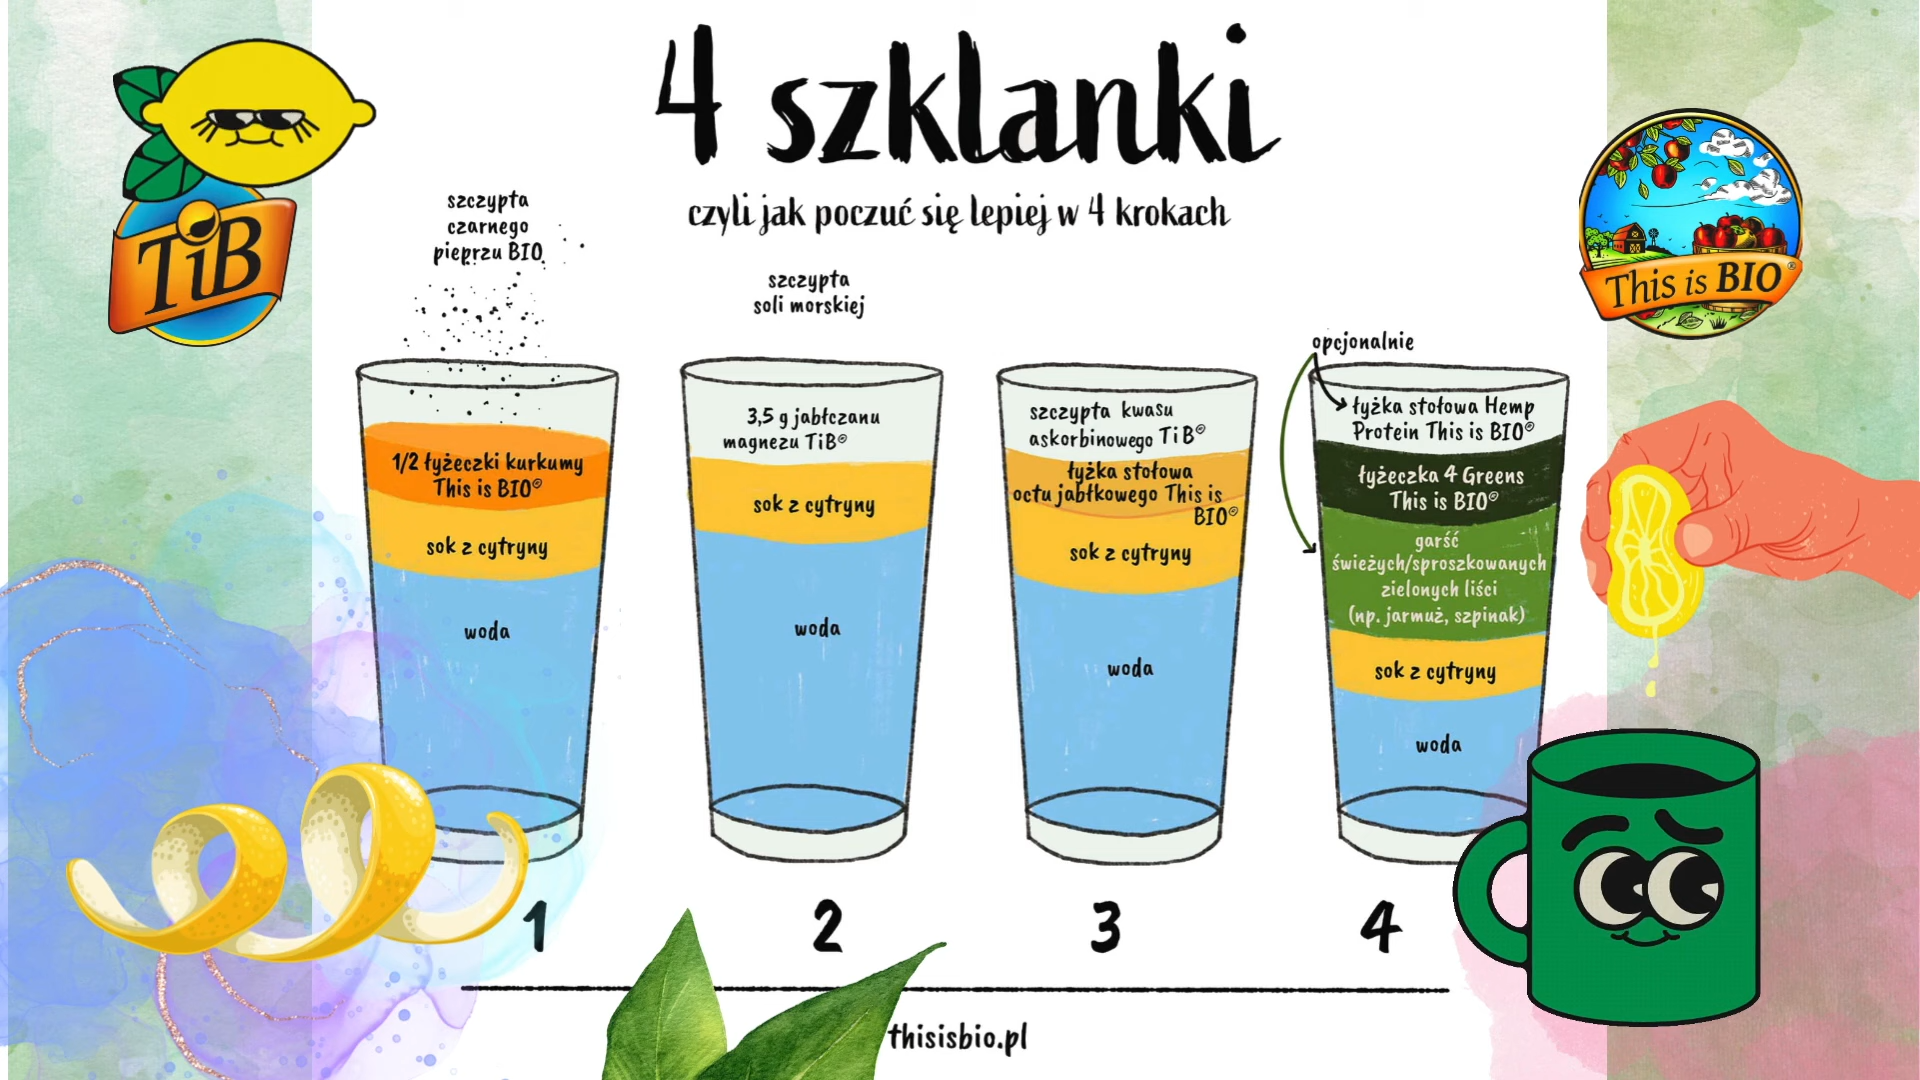 4 szklanki
czyli jak poczuć się lepiej w 4 krokach
TiB
This is BIO®
szczypta
czarnego
pieprzu BIO
1/2 łyżeczki kurkumy
This is BIO®
sok z cytryny
woda
1
szczypta
soli morskiej
3,5 g jabłczanu
magnezu TiB®
sok z cytryny
woda
2
szczypta kwasu
askorbinowego TiB®
łyżka stołowa
octu jabłkowego This is
BIO®
sok z cytryny
woda
3
opcjonalnie
łyżka stołowa Hemp
Protein This is BIO®
łyżeczka 4 Greens
This is BIO®
garść
świeżych/sproszkowanych
zielonych liści
(np. jarmuż, szpinak)
sok z cytryny
woda
4
thisisbio.pl